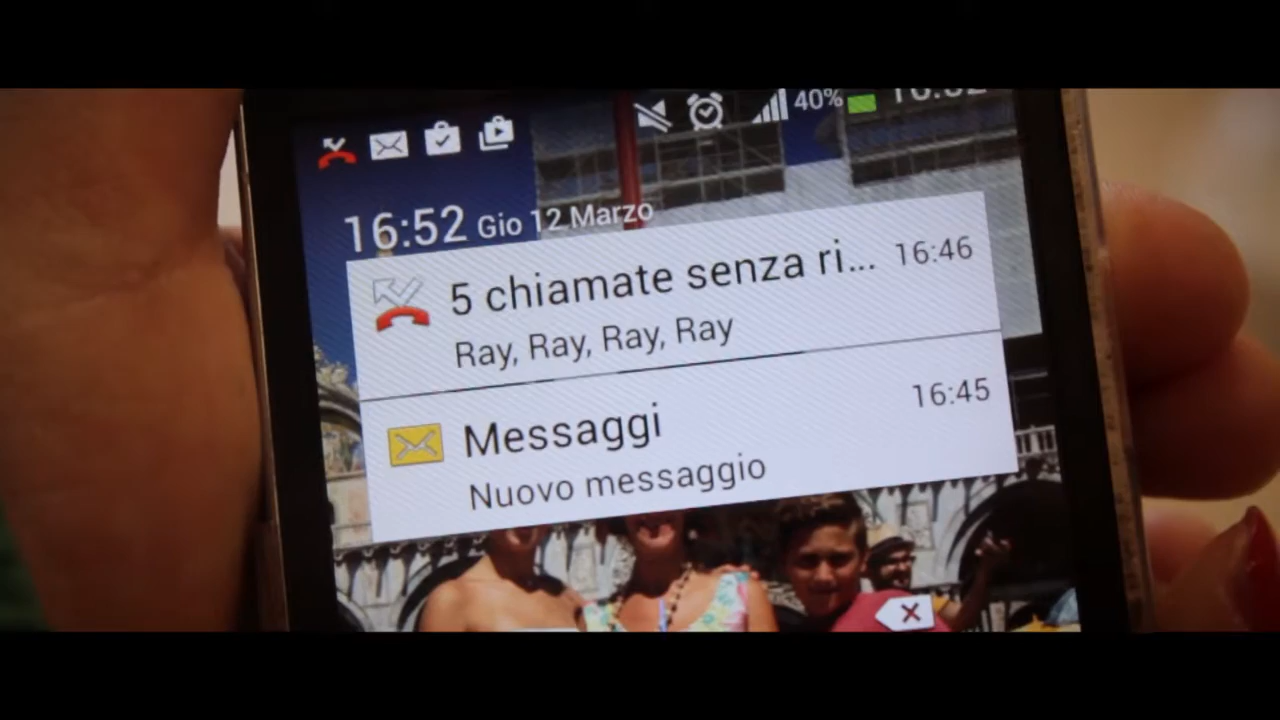 40%
16:52 Gio 12 Marzo
5 chiamate senza ri... 16:46
Ray, Ray, Ray, Ray
Messaggi 16:45
Nuovo messaggio